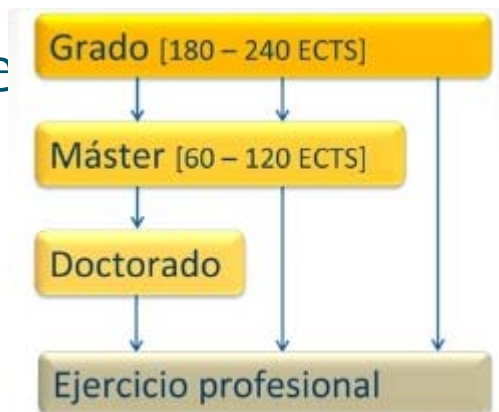 Grado [180 – 240 ECTS]
Máster [60 – 120 ECTS]
Doctorado
Ejercicio profesional